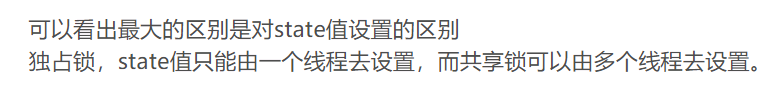 可以看出最大的区别是对state值设置的区别
独占锁，state值只能由一个线程去设置，而共享锁可以由多个线程去设置。